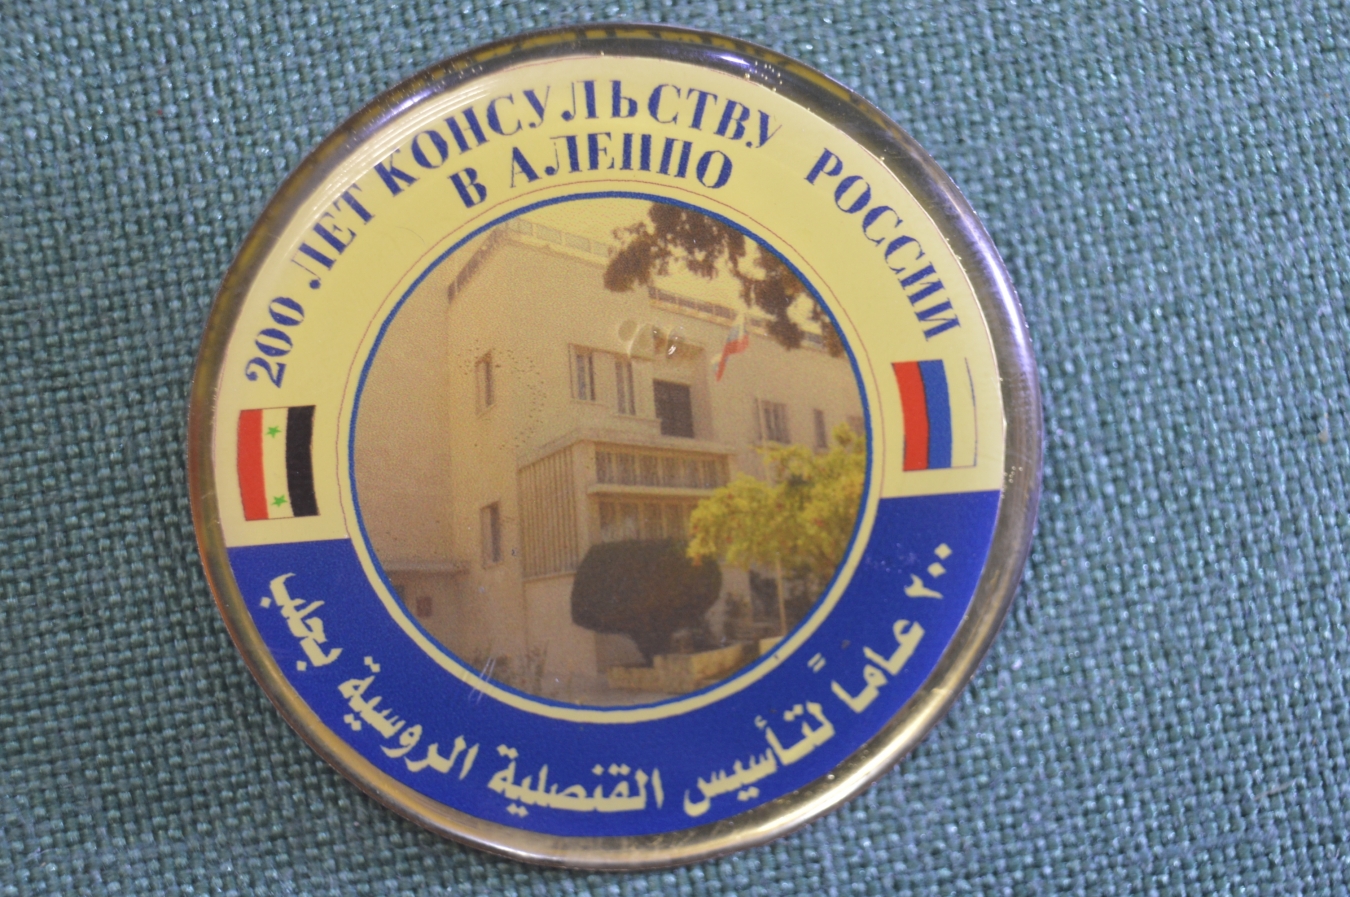 200 ЛЕТ КОНСУЛЬСТВУ РОССИИ
В АЛЕППО
٢٠٠ عاماً لتأسيس القنصلية الروسية بحلب